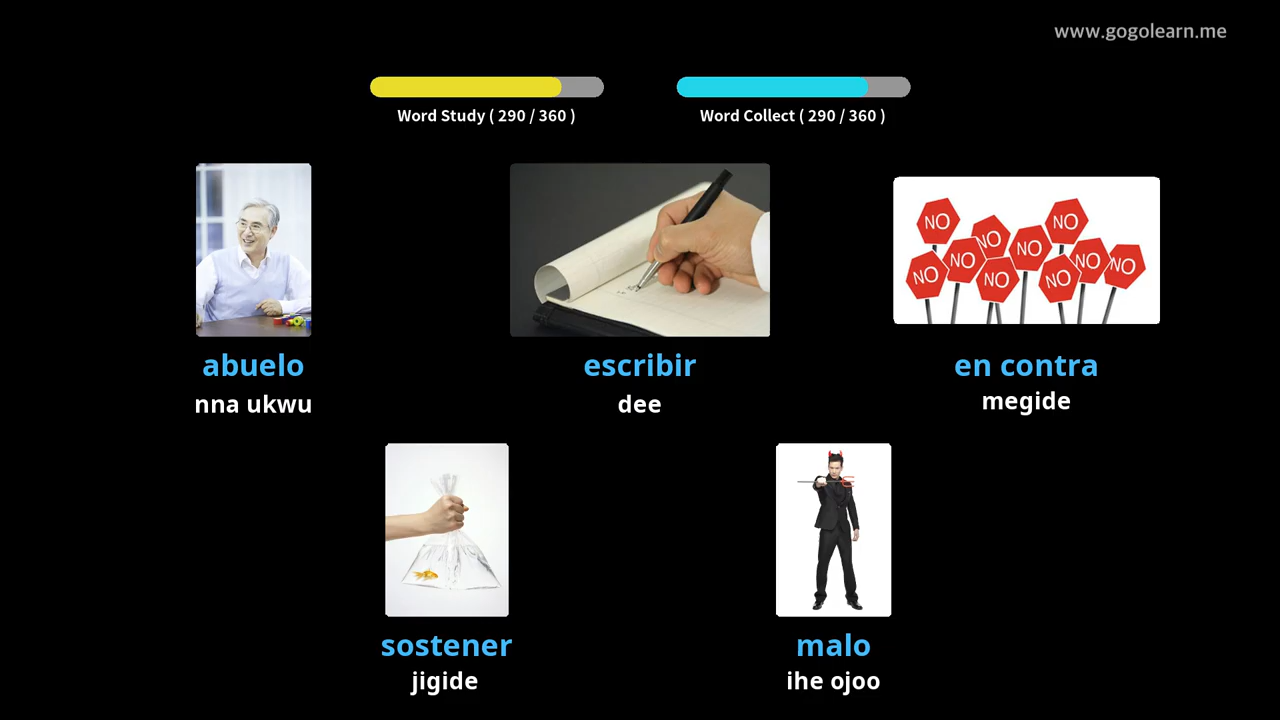 www.gogolearn.me
Word Study ( 290 / 360 )
Word Collect ( 290 / 360 )
NO
NO
NO
NO
NO
NO
NO
NO
NO
NO
abuelo
nna ukwu
escribir
dee
en contra
megide
sostener
jigide
malo
ihe ojoo